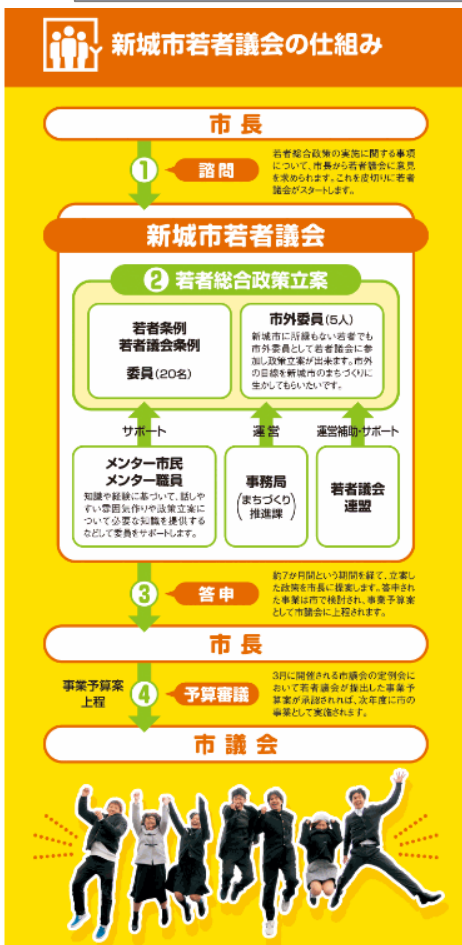 新城市若者議会の仕組み
市長
1
諮問
若者総合政策の実施に関する事項
について、市長から若者議会に意見
を求められます。これを皮切りに若者
議会がスタートします。
新城市若者議会
2 若者総合政策立案
若者条例
若者議会条例
委員(20名)
市外委員(5人)
新城市に所縁もない若者でも
市外委員として若者議会に参
加し政策立案が出来ます。市外
の目線を新城市のまちづくりに
生かしてもらいたいです。
サポート
運営
運営補助・サポート
メンター市民
メンター職員
知識や経験に基づいて、話しや
すい雰囲気作りや政策立案に
ついて必要な知識を提供する
などして委員をサポートします。
事務局
(まちづくり
推進課)
若者議会
連盟
3
答申
約7か月間という期間を経て、立案し
た政策を市長に提案します。答申され
た事業は市で検討され、事業予算案
として市議会に上程されます。
市長
事業予算案
上程
4
予算審議
3月に開催される市議会の定例会に
おいて若者議会が提出した事業予
算案が承認されれば、次年度に市の
事業として実施されます。
市議会